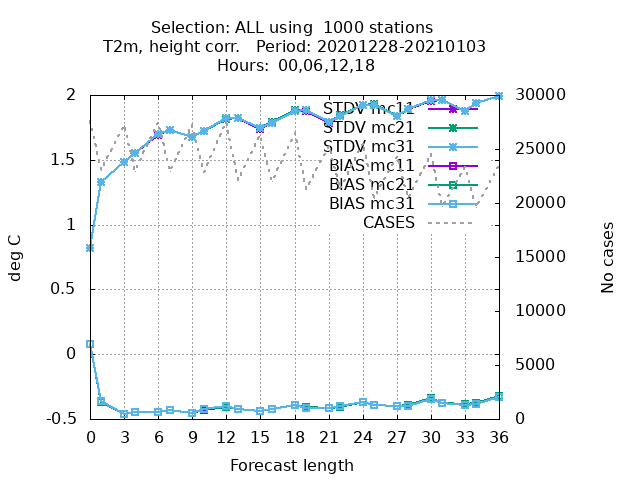 Selection: ALL using  1000 stations
T2m, height corr.   Period: 20201228-20210103
Hours:  00,06,12,18
2
1.5
1
0.5
0
-0.5
deg C
30000
25000
20000
15000
10000
5000
0
No cases
STDV mc11
STDV mc21
STDV mc31
BIAS mc11
BIAS mc21
BIAS mc31
CASES
0 3 6 9 12 15 18 21 24 27 30 33 36
Forecast length